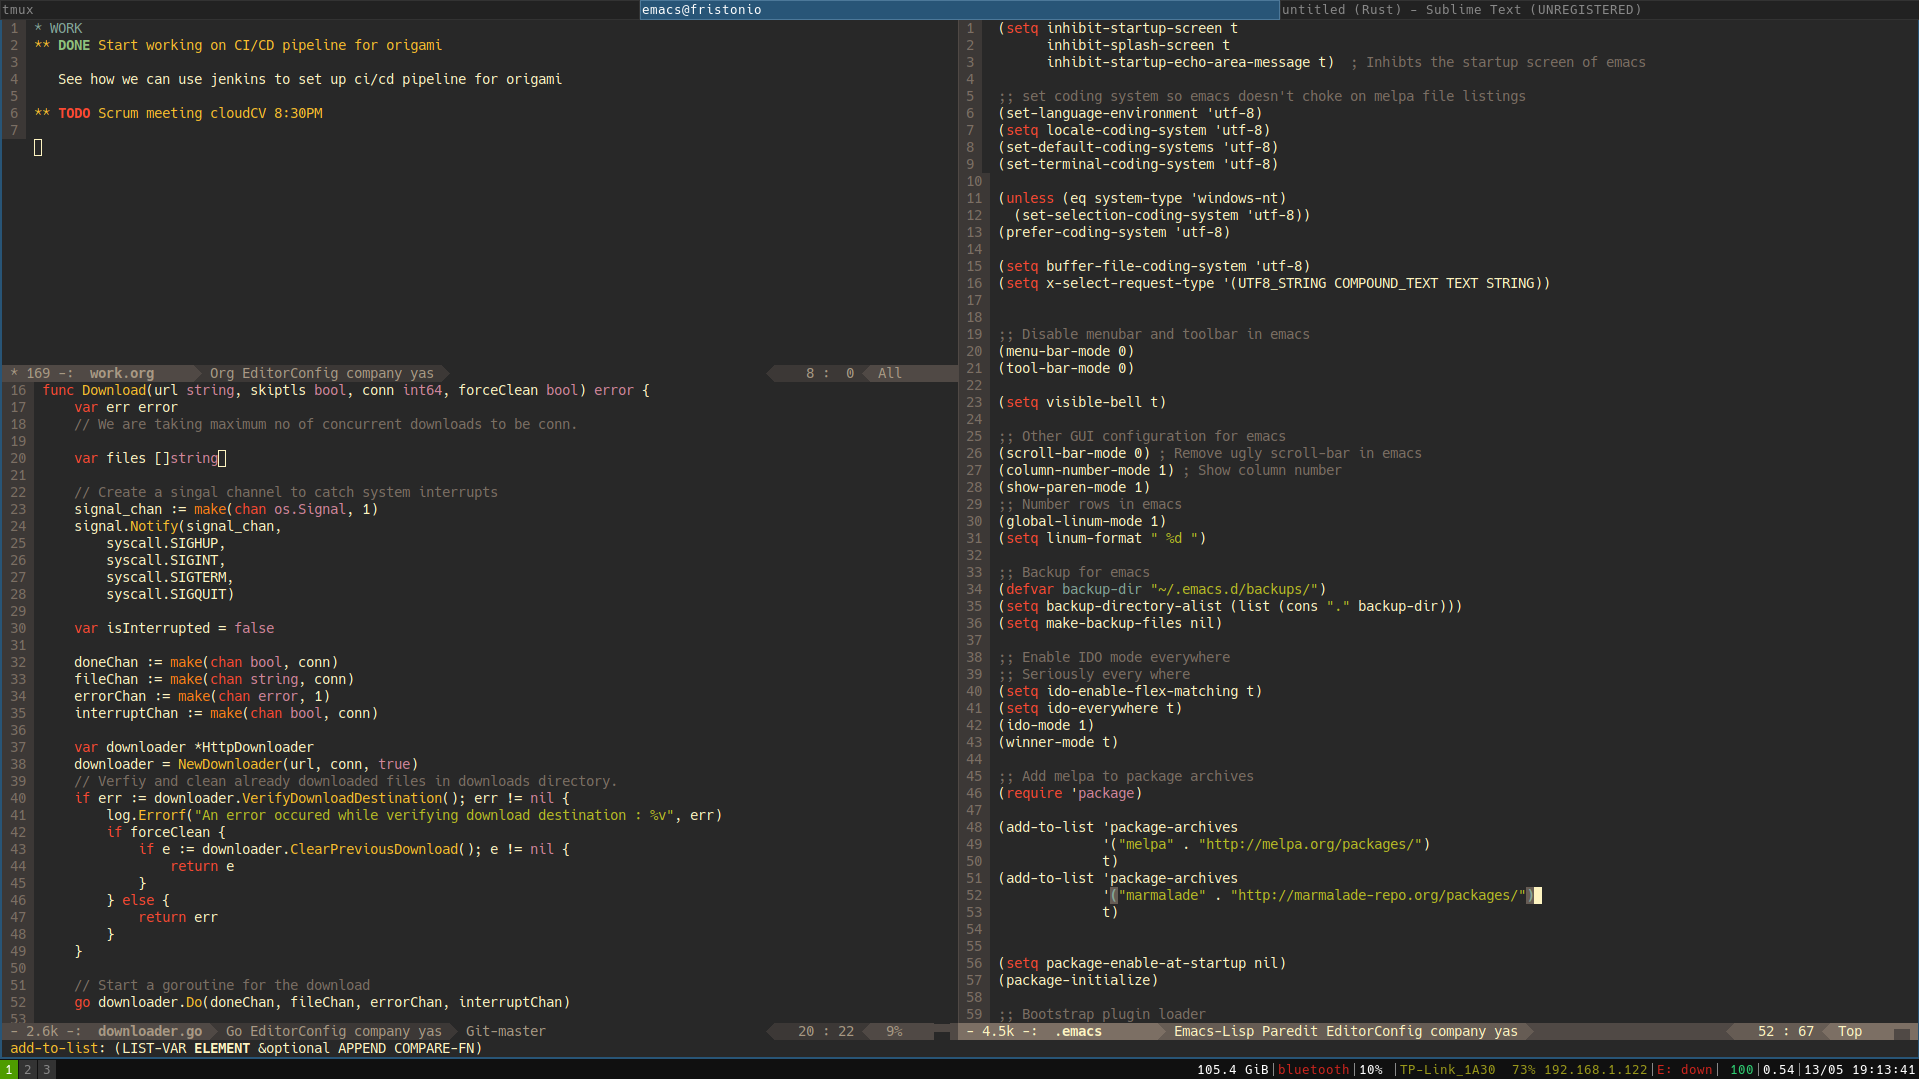 tmux
emacs@fristonio
untitled (Rust) - Sublime Text (UNREGISTERED)
1 * WORK
2 ** DONE Start working on CI/CD pipeline for origami
3
4 See how we can use jenkins to set up ci/cd pipeline for origami
5
6 ** TODO Scrum meeting cloudCV 8:30PM
7
* 169 -: work.org Org EditorConfig company yas 8 : 0 All
16 func Download(url string, skiptls bool, conn int64, forceClean bool) error {
17 var err error
18 // We are taking maximum no of concurrent downloads to be conn.
19
20 var files []string
21
22 // Create a singal channel to catch system interrupts
23 signal_chan := make(chan os.Signal, 1)
24 signal.Notify(signal_chan,
25 syscall.SIGHUP,
26 syscall.SIGINT,
27 syscall.SIGTERM,
28 syscall.SIGQUIT)
29
30 var isInterrupted = false
31
32 doneChan := make(chan bool, conn)
33 fileChan := make(chan string, conn)
34 errorChan := make(chan error, 1)
35 interruptChan := make(chan bool, conn)
36
37 var downloader *HttpDownloader
38 downloader = NewDownloader(url, conn, true)
39 // Verfiy and clean already downloaded files in downloads directory.
40 if err := downloader.VerifyDownloadDestination(); err != nil {
41 log.Errorf("An error occured while verifying download destination : %v", err)
42 if forceClean {
43 if e := downloader.ClearPreviousDownload(); e != nil {
44 return e
45 }
46 } else {
47 return err
48 }
49 }
50
51 // Start a goroutine for the download
52 go downloader.Do(doneChan, fileChan, errorChan, interruptChan)
53
- 2.6k -: downloader.go Go EditorConfig company yas Git-master 20 : 22 9%
1 (setq inhibit-startup-screen t
2 inhibit-splash-screen t
3 inhibit-startup-echo-area-message t) ; Inhibts the startup screen of emacs
4
5 ;; set coding system so emacs doesn't choke on melpa file listings
6 (set-language-environment 'utf-8)
7 (setq locale-coding-system 'utf-8)
8 (set-default-coding-systems 'utf-8)
9 (set-terminal-coding-system 'utf-8)
10
11 (unless (eq system-type 'windows-nt)
12 (set-selection-coding-system 'utf-8))
13 (prefer-coding-system 'utf-8)
14
15 (setq buffer-file-coding-system 'utf-8)
16 (setq x-select-request-type '(UTF8_STRING COMPOUND_TEXT TEXT STRING))
17
18
19 ;; Disable menubar and toolbar in emacs
20 (menu-bar-mode 0)
21 (tool-bar-mode 0)
22
23 (setq visible-bell t)
24
25 ;; Other GUI configuration for emacs
26 (scroll-bar-mode 0) ; Remove ugly scroll-bar in emacs
27 (column-number-mode 1) ; Show column number
28 (show-paren-mode 1)
29 ;; Number rows in emacs
30 (global-linum-mode 1)
31 (setq linum-format " %d ")
32
33 ;; Backup for emacs
34 (defvar backup-dir "~/.emacs.d/backups/")
35 (setq backup-directory-alist (list (cons "." backup-dir)))
36 (setq make-backup-files nil)
37
38 ;; Enable IDO mode everywhere
39 ;; Seriously every where
40 (setq ido-enable-flex-matching t)
41 (setq ido-everywhere t)
42 (ido-mode 1)
43 (winner-mode t)
44
45 ;; Add melpa to package archives
46 (require 'package)
47
48 (add-to-list 'package-archives
49 '("melpa" . "http://melpa.org/packages/")
50 t)
51 (add-to-list 'package-archives
52 '("marmalade" . "http://marmalade-repo.org/packages/")
53 t)
54
55
56 (setq package-enable-at-startup nil)
57 (package-initialize)
58
59 ;; Bootstrap plugin loader
- 4.5k -: .emacs Emacs-Lisp Paredit EditorConfig company yas 52 : 67 Top
add-to-list: (LIST-VAR ELEMENT &optional APPEND COMPARE-FN)
1 2 3
105.4 GiB|bluetooth|10% |TP-Link_1A30 73% 192.168.1.122|E: down| 100|0.54|13/05 19:13:41